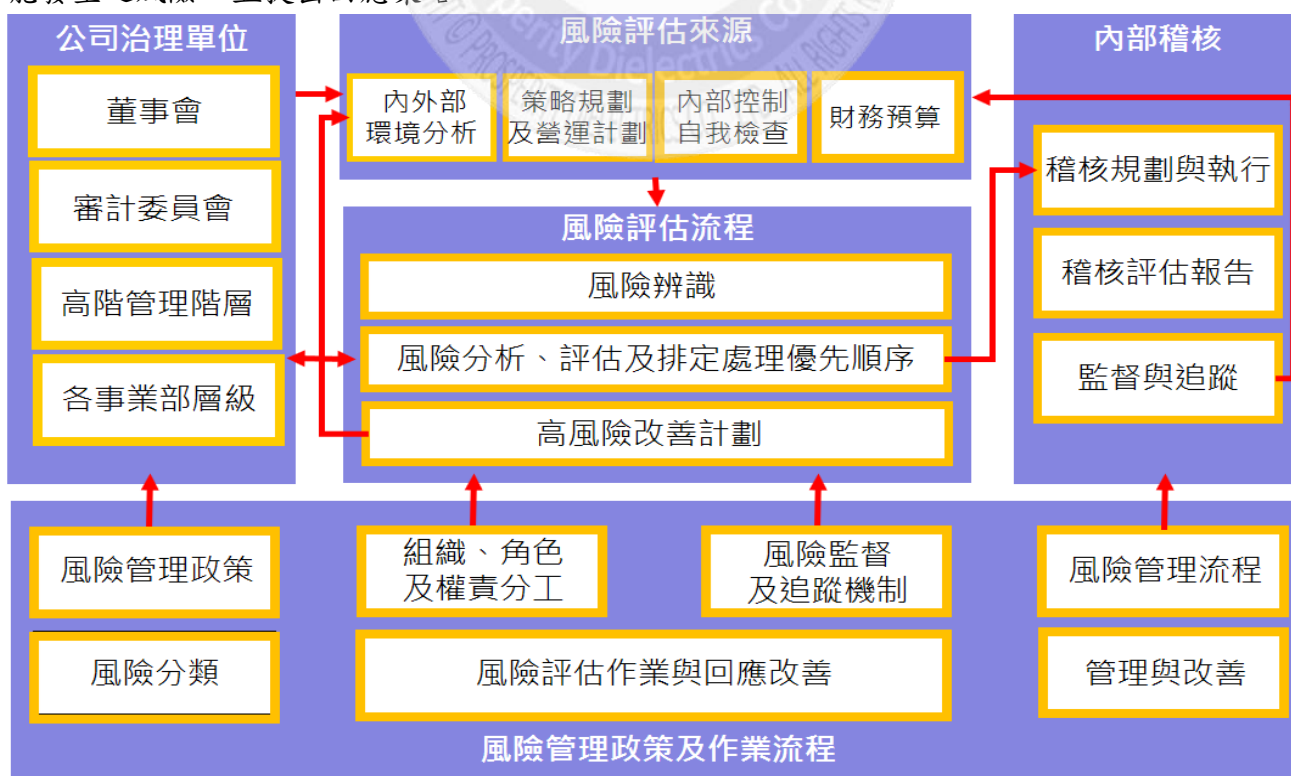 公司治理單位
董事會
審計委員會
高階管理階層
各事業部層級
風險評估來源
內外部
環境分析
策略規劃
及營運計劃
內部控制
自我檢查
財務預算
風險評估流程
風險辨識
風險分析、評估及排定處理優先順序
高風險改善計劃
內部稽核
稽核規劃與執行
稽核評估報告
監督與追蹤
風險管理政策
組織、角色
及權責分工
風險監督
及追蹤機制
風險管理流程
風險分類
風險評估作業與回應改善
管理與改善
風險管理政策及作業流程